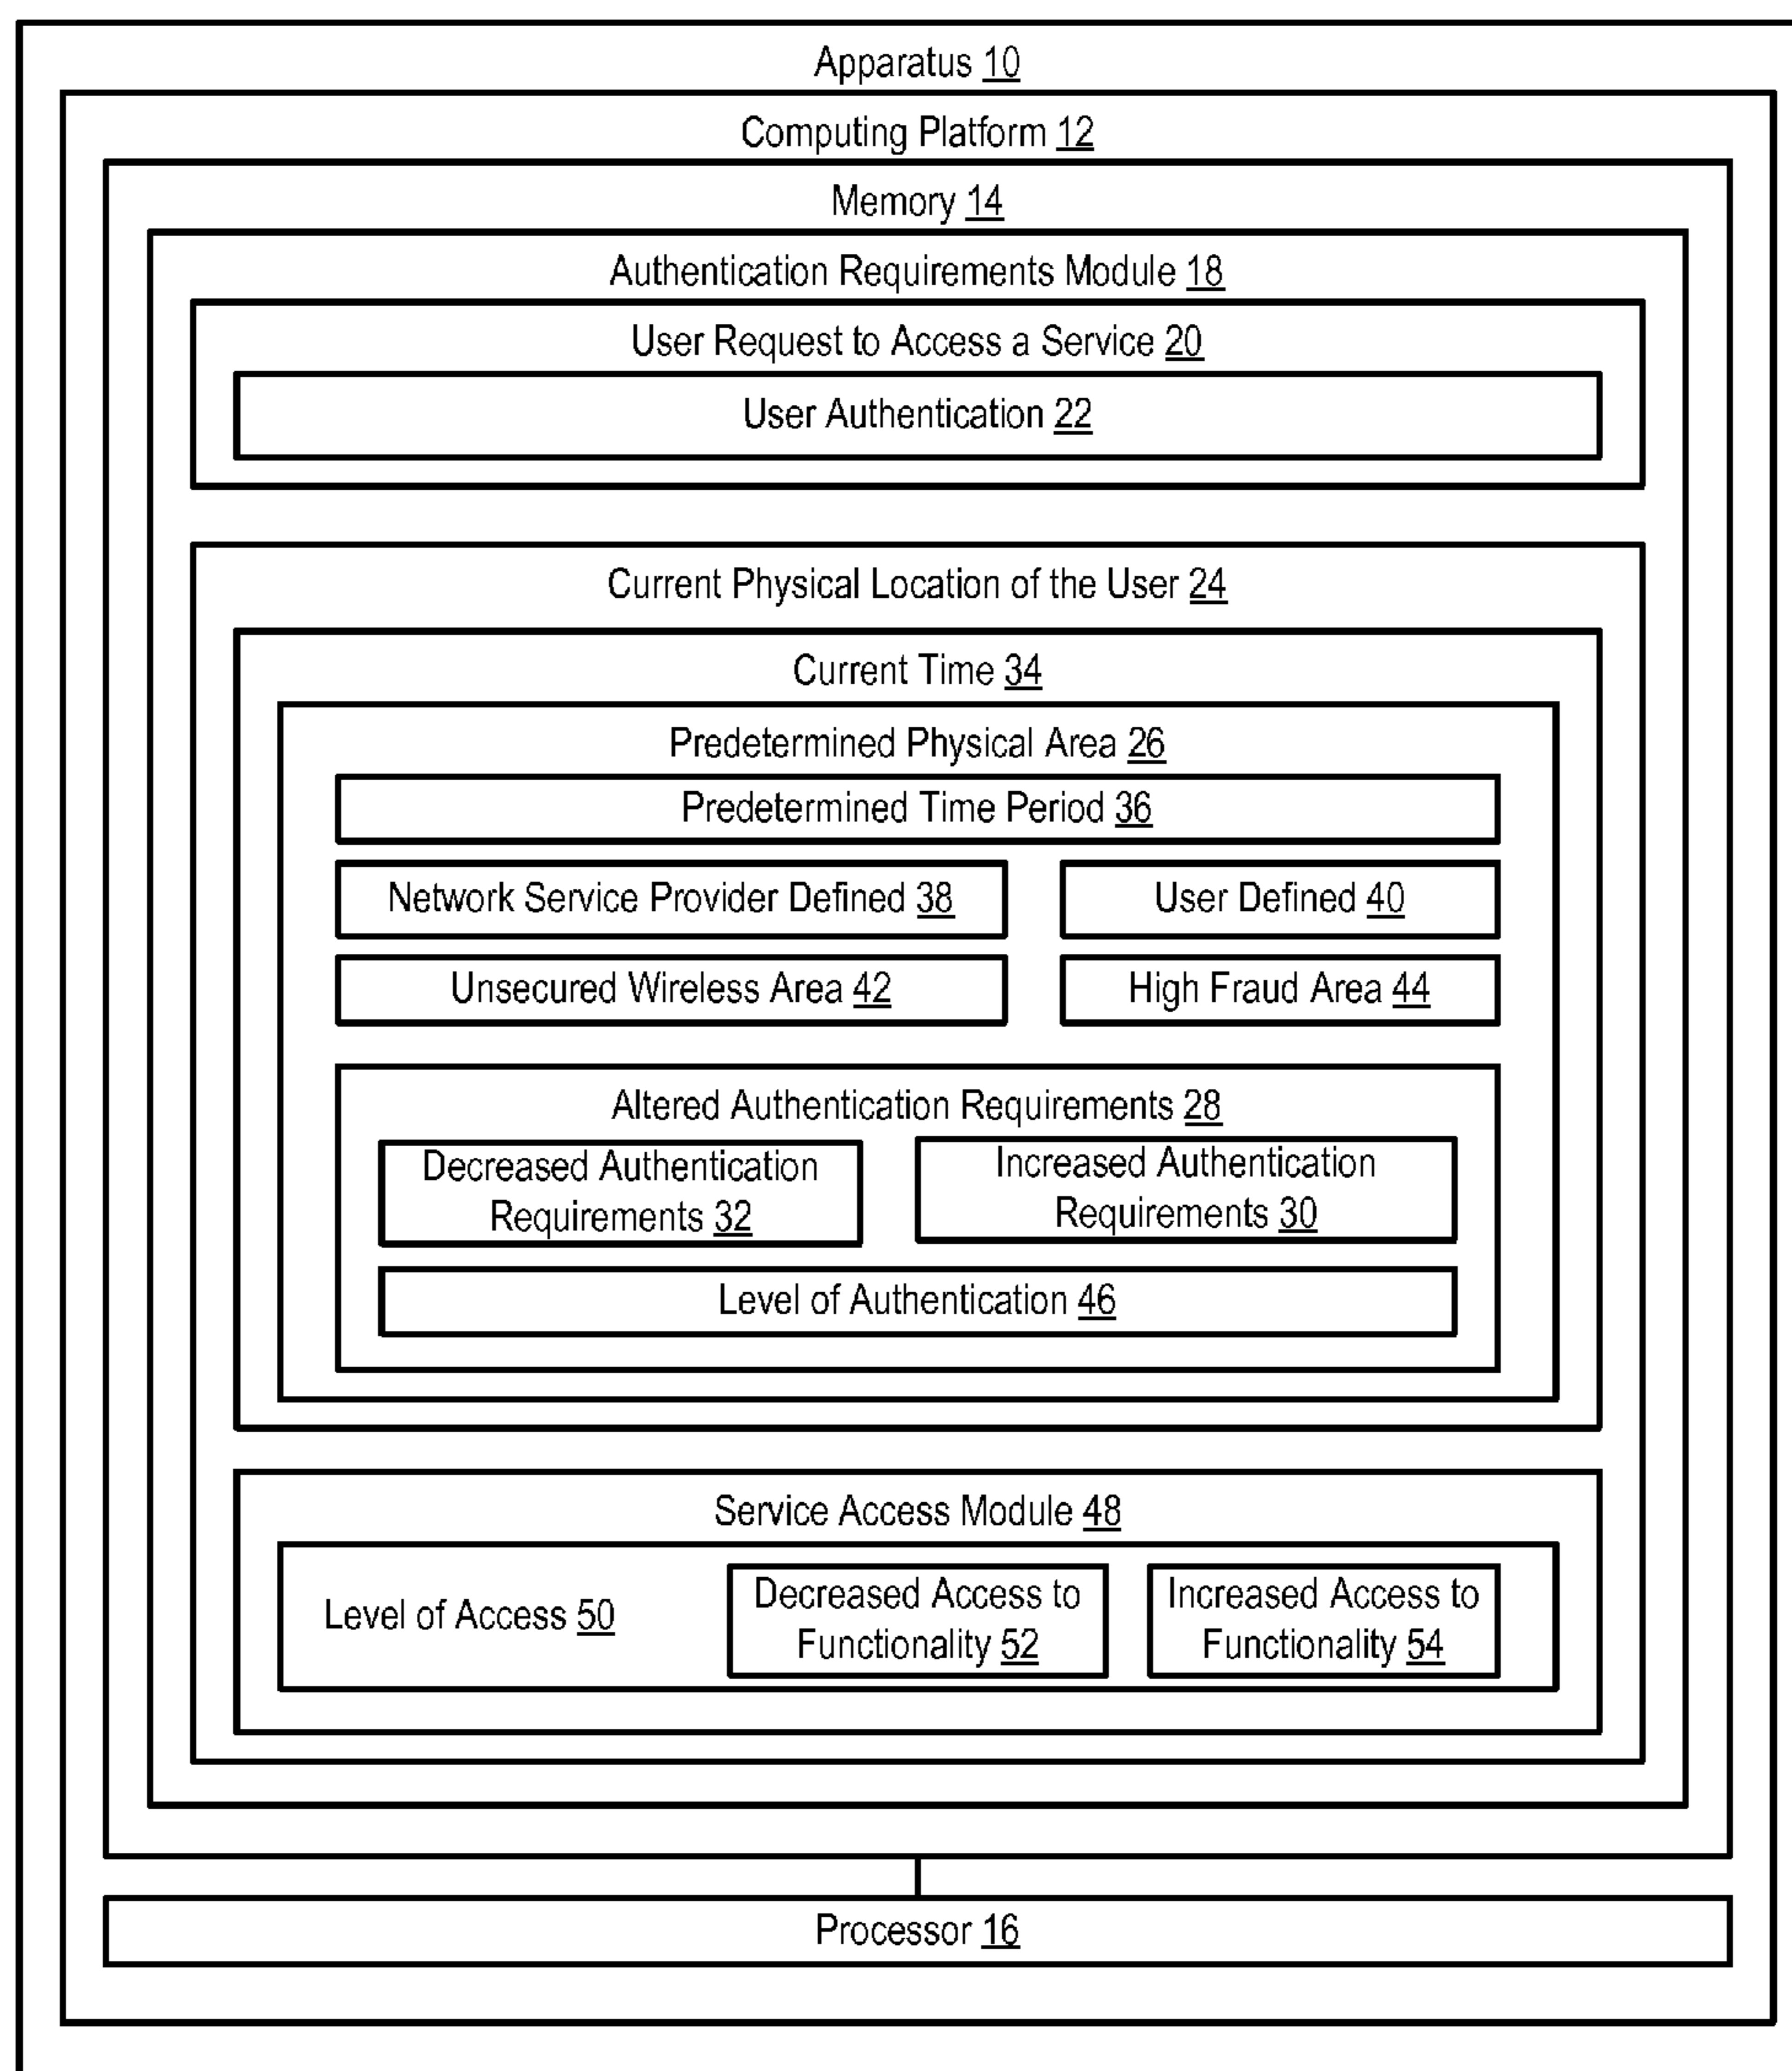 Apparatus 10
Computing Platform 12
Memory 14
Authentication Requirements Module 18
User Request to Access a Service 20
User Authentication 22
Current Physical Location of the User 24
Current Time 34
Predetermined Physical Area 26
Predetermined Time Period 36
Network Service Provider Defined 38
User Defined 40
Unsecured Wireless Area 42
High Fraud Area 44
Altered Authentication Requirements 28
Decreased Authentication
Requirements 32
Increased Authentication
Requirements 30
Level of Authentication 46
Service Access Module 48
Level of Access 50
Decreased Access to
Functionality 52
Increased Access to
Functionality 54
Processor 16